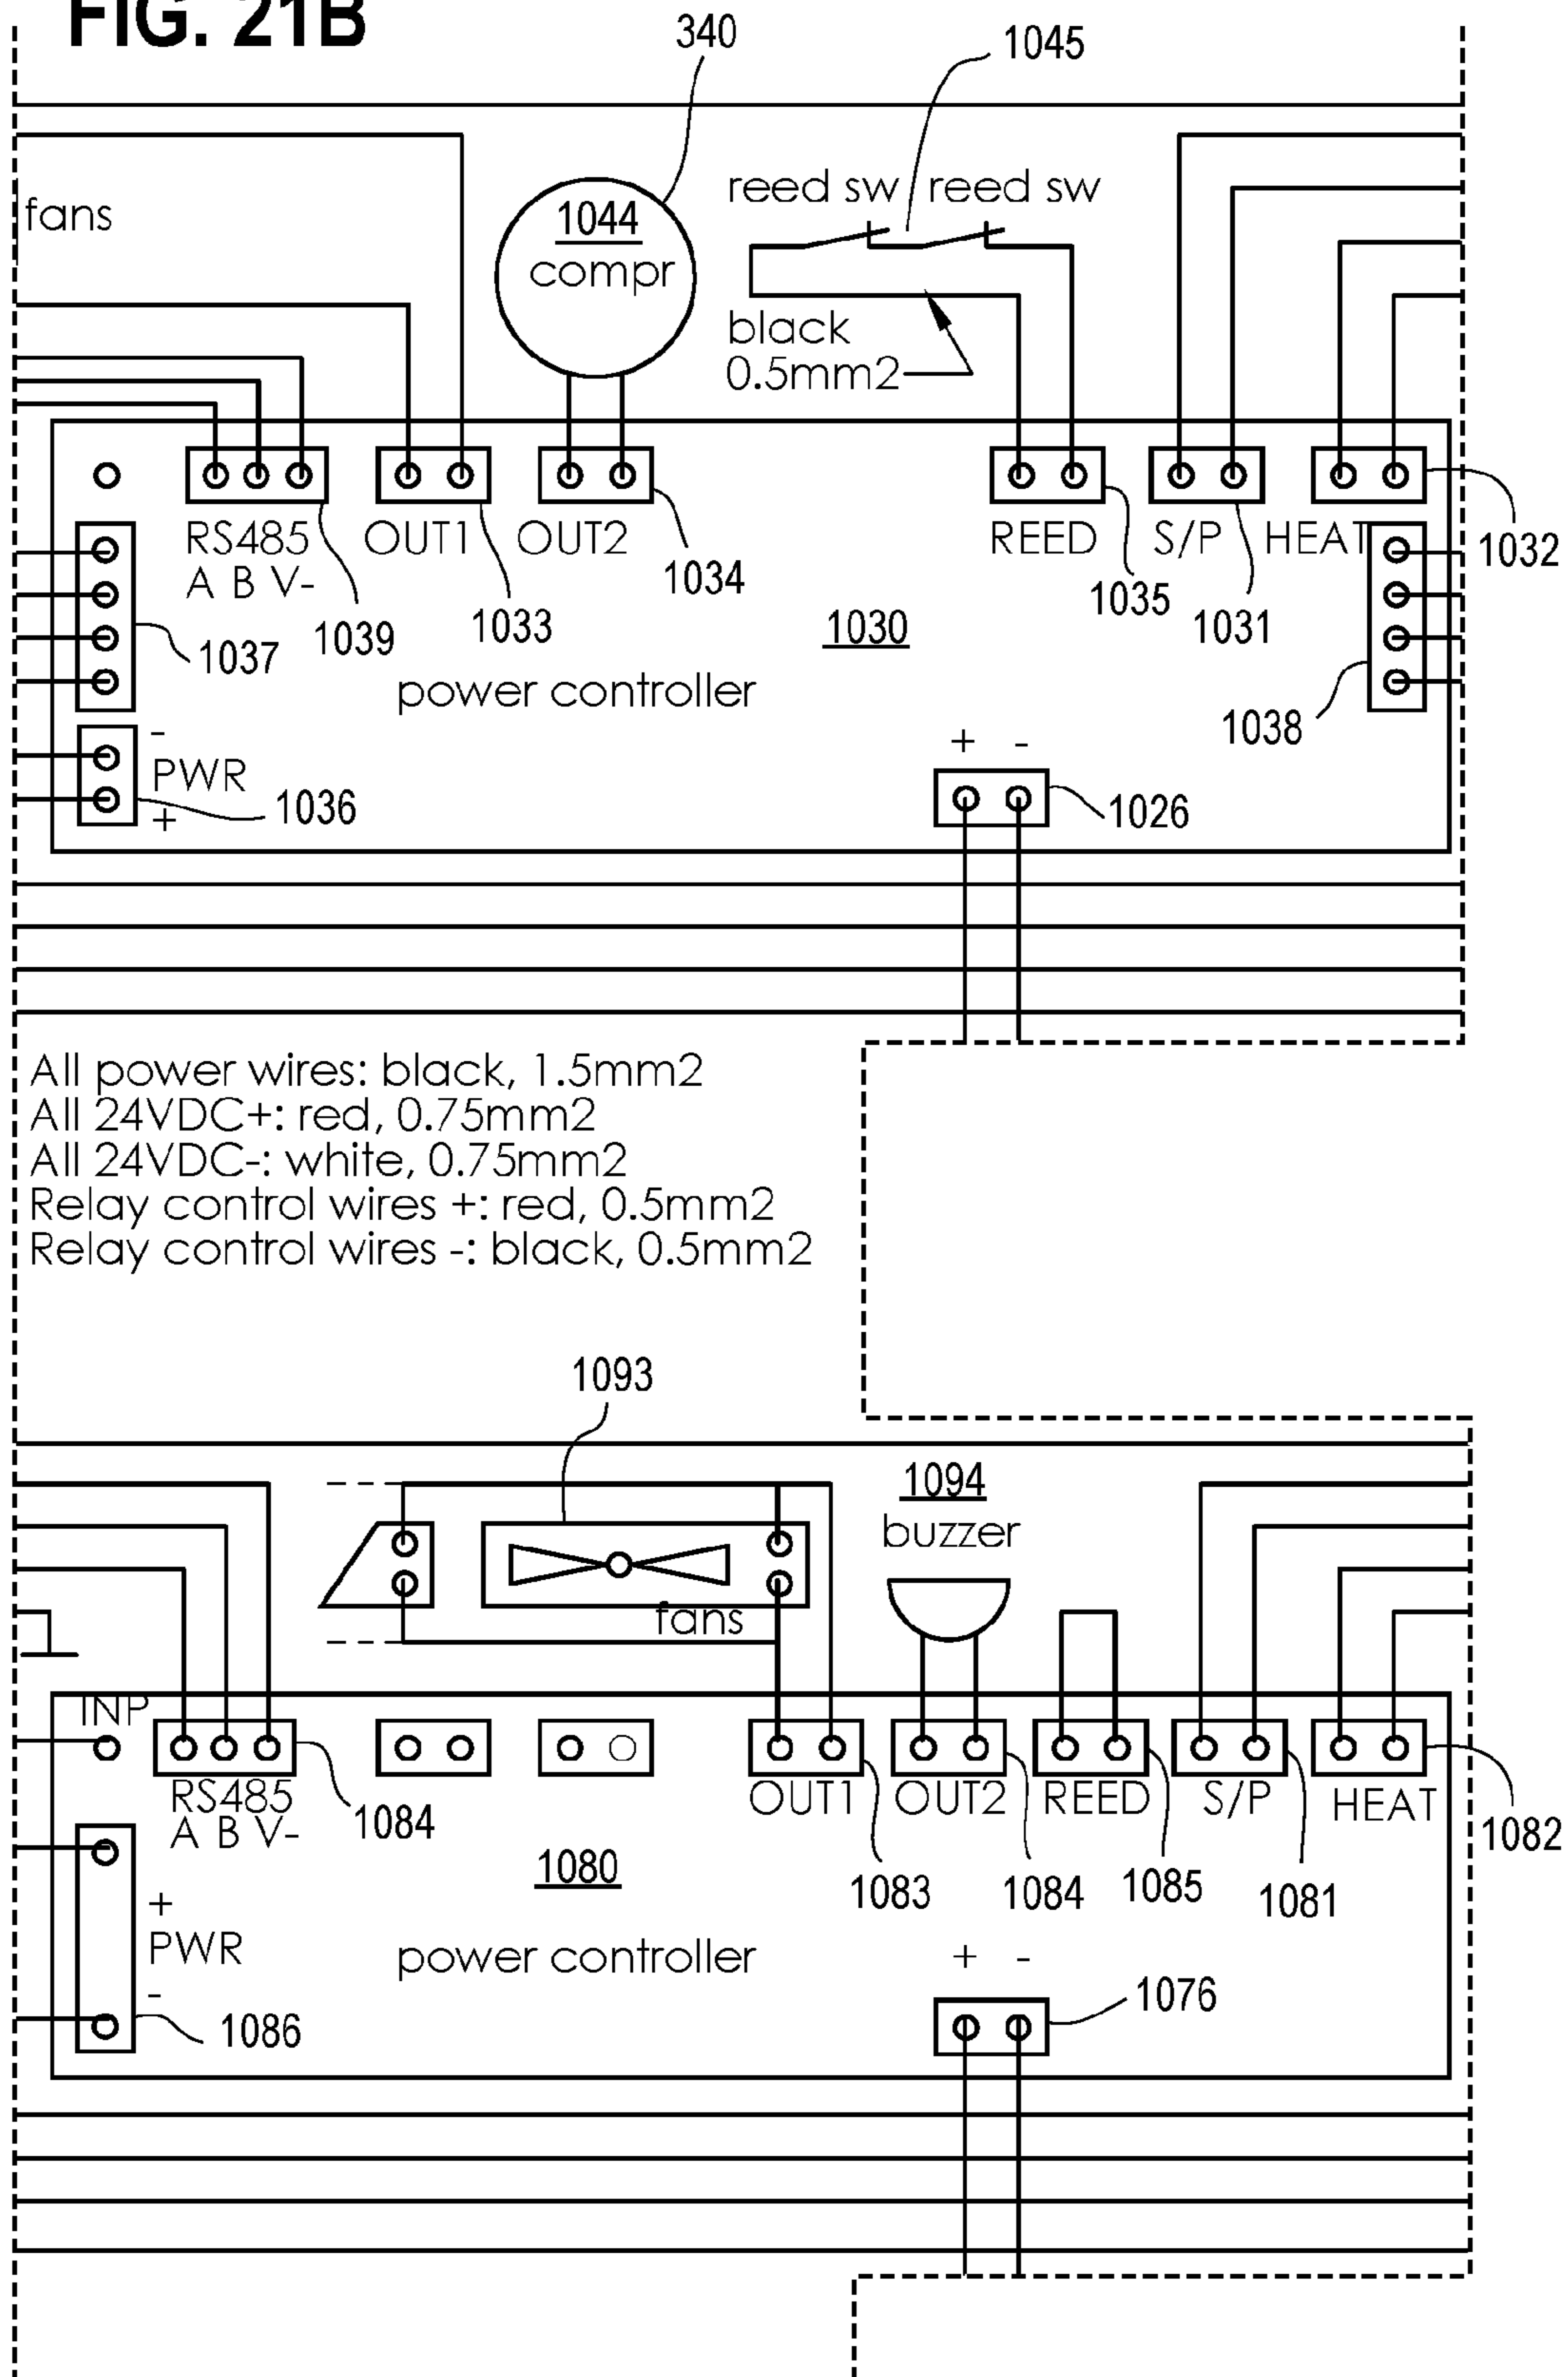 FIG. 21B
340
1045
reed sw reed sw
fans
1044
compr
black
0.5mm2
RS485
A B V-
OUT1
OUT2
REED
S/P
HEAT
1032
1034
1035
1031
1033
1039
1037
1030
power controller
1038
-
PWR
+
1036
+ -
1026
All power wires: black, 1.5mm2
All 24VDC+: red, 0.75mm2
All 24VDC-: white, 0.75mm2
Relay control wires +: red, 0.5mm2
Relay control wires -: black, 0.5mm2
1093
1094
buzzer
fans
INP
RS485
A B V-
1084
OUT1
OUT2
REED
S/P
HEAT
1082
1083
1084
1085
1081
1080
+
PWR
-
1086
power controller
+ -
1076